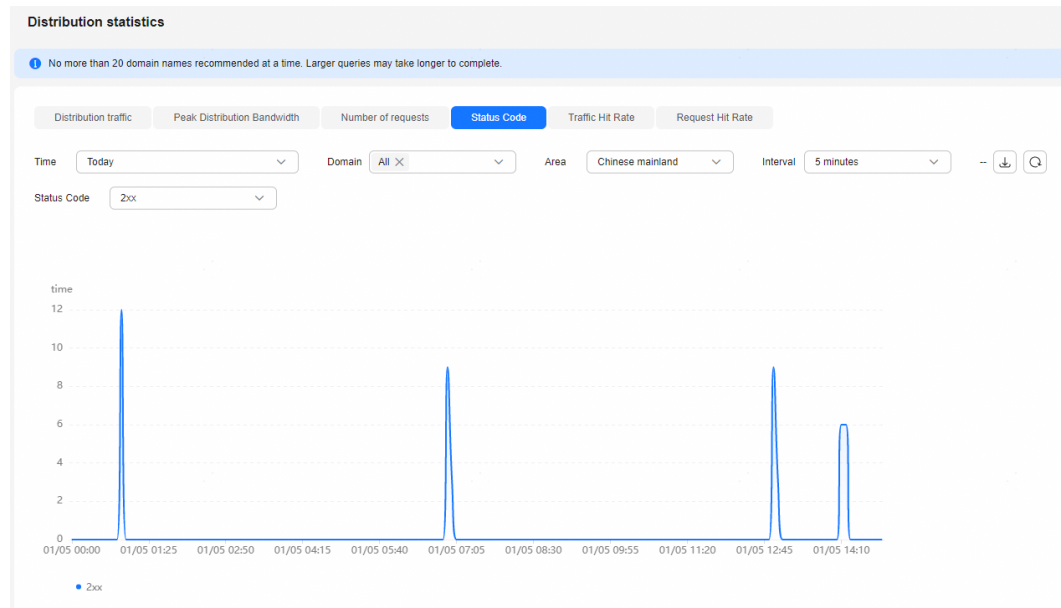 Distribution statistics
No more than 20 domain names recommended at a time. Larger queries may take longer to complete.
Distribution traffic Peak Distribution Bandwidth Number of requests Status Code Traffic Hit Rate Request Hit Rate
Time Today Domain All Area Chinese mainland Interval 5 minutes --
Status Code 2xx
time
12
10
8
6
4
2
0
01/05 00:00 01/05 01:25 01/05 02:50 01/05 04:15 01/05 05:40 01/05 07:05 01/05 08:30 01/05 09:55 01/05 11:20 01/05 12:45 01/05 14:10
2xx